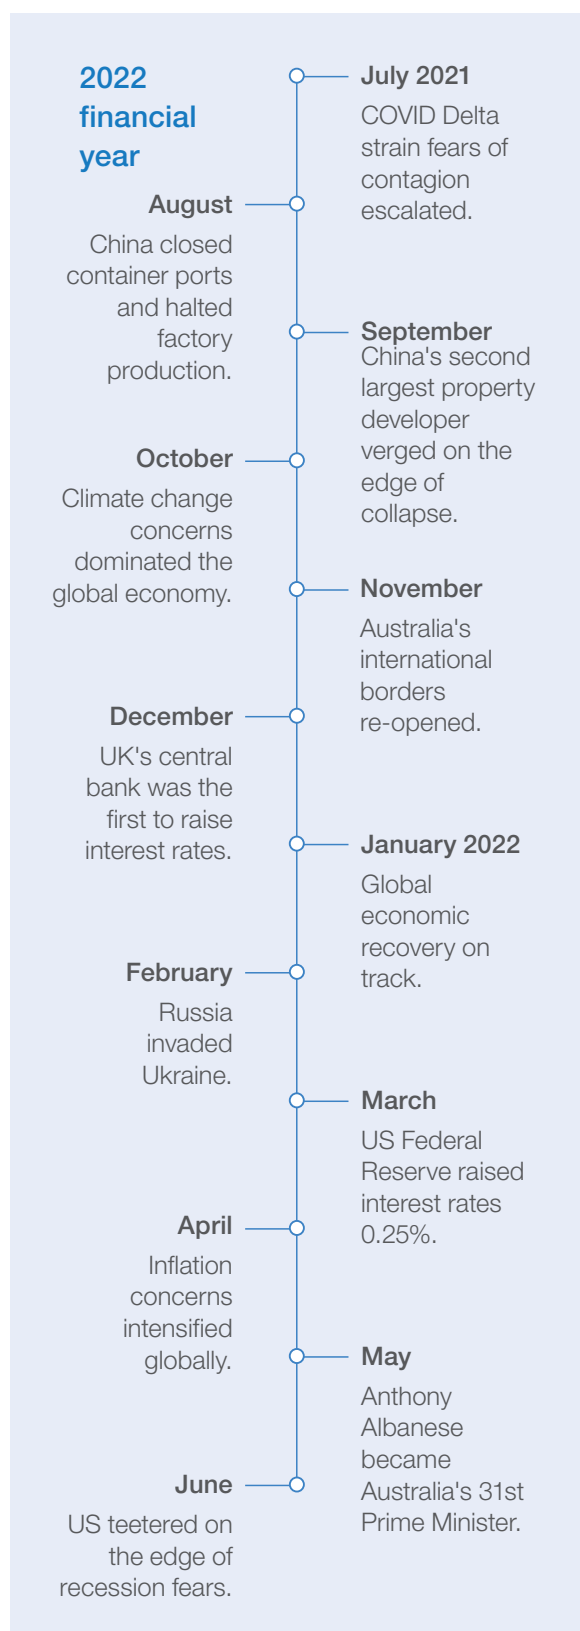 2022
financial
year
July 2021
COVID Delta
strain fears of
contagion
escalated.
August
China closed
container ports
and halted
factory
production.
September
China's second
largest property
developer
verged on the
edge of
collapse.
October
Climate change
concerns
dominated the
global economy.
November
Australia's
international
borders
re-opened.
December
UK's central
bank was the
first to raise
interest rates.
January 2022
Global
economic
recovery on
track.
February
Russia
invaded
Ukraine.
March
US Federal
Reserve raised
interest rates
0.25%.
April
Inflation
concerns
intensified
globally.
May
Anthony
Albanese
became
Australia's 31st
Prime Minister.
June
US teetered on
the edge of
recession fears.